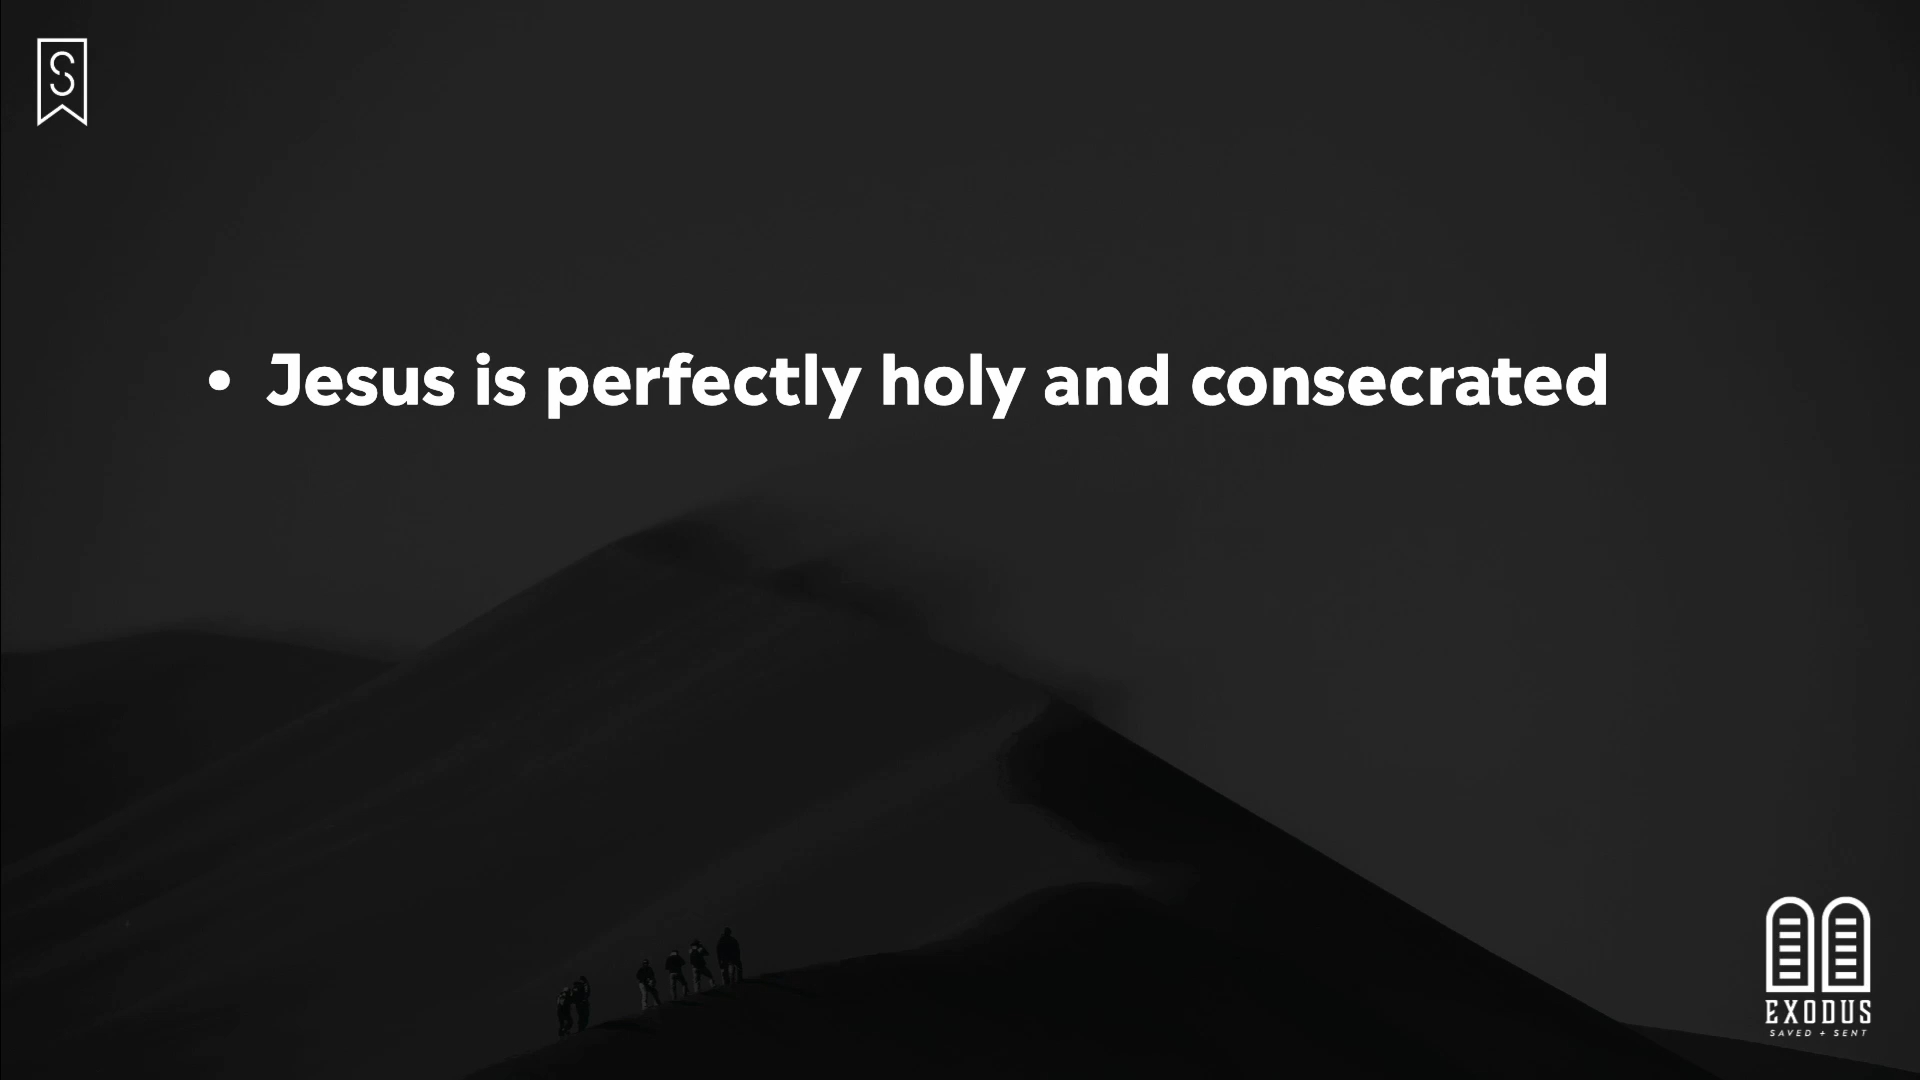 S
• Jesus is perfectly holy and consecrated
EXODUS
SAVED + SENT